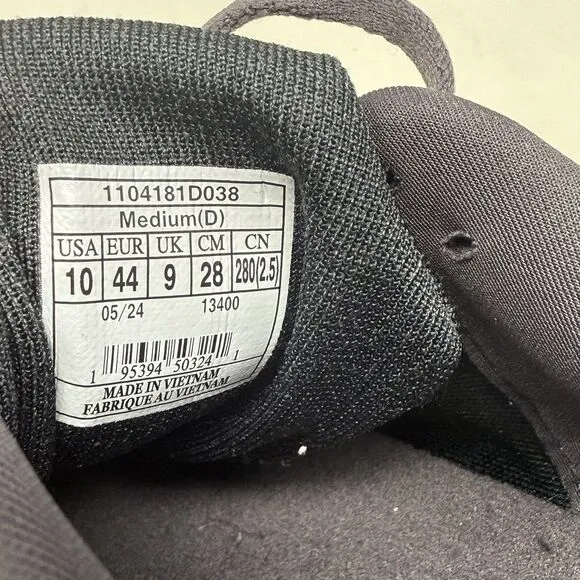 1104181D038
Medium(D)
USA EUR UK CM CN
10 44 9 28 280(2.5)
05/24 13400
1 95394 50324 1
MADE IN VIETNAM
FABRIQUE AU VIETNAM